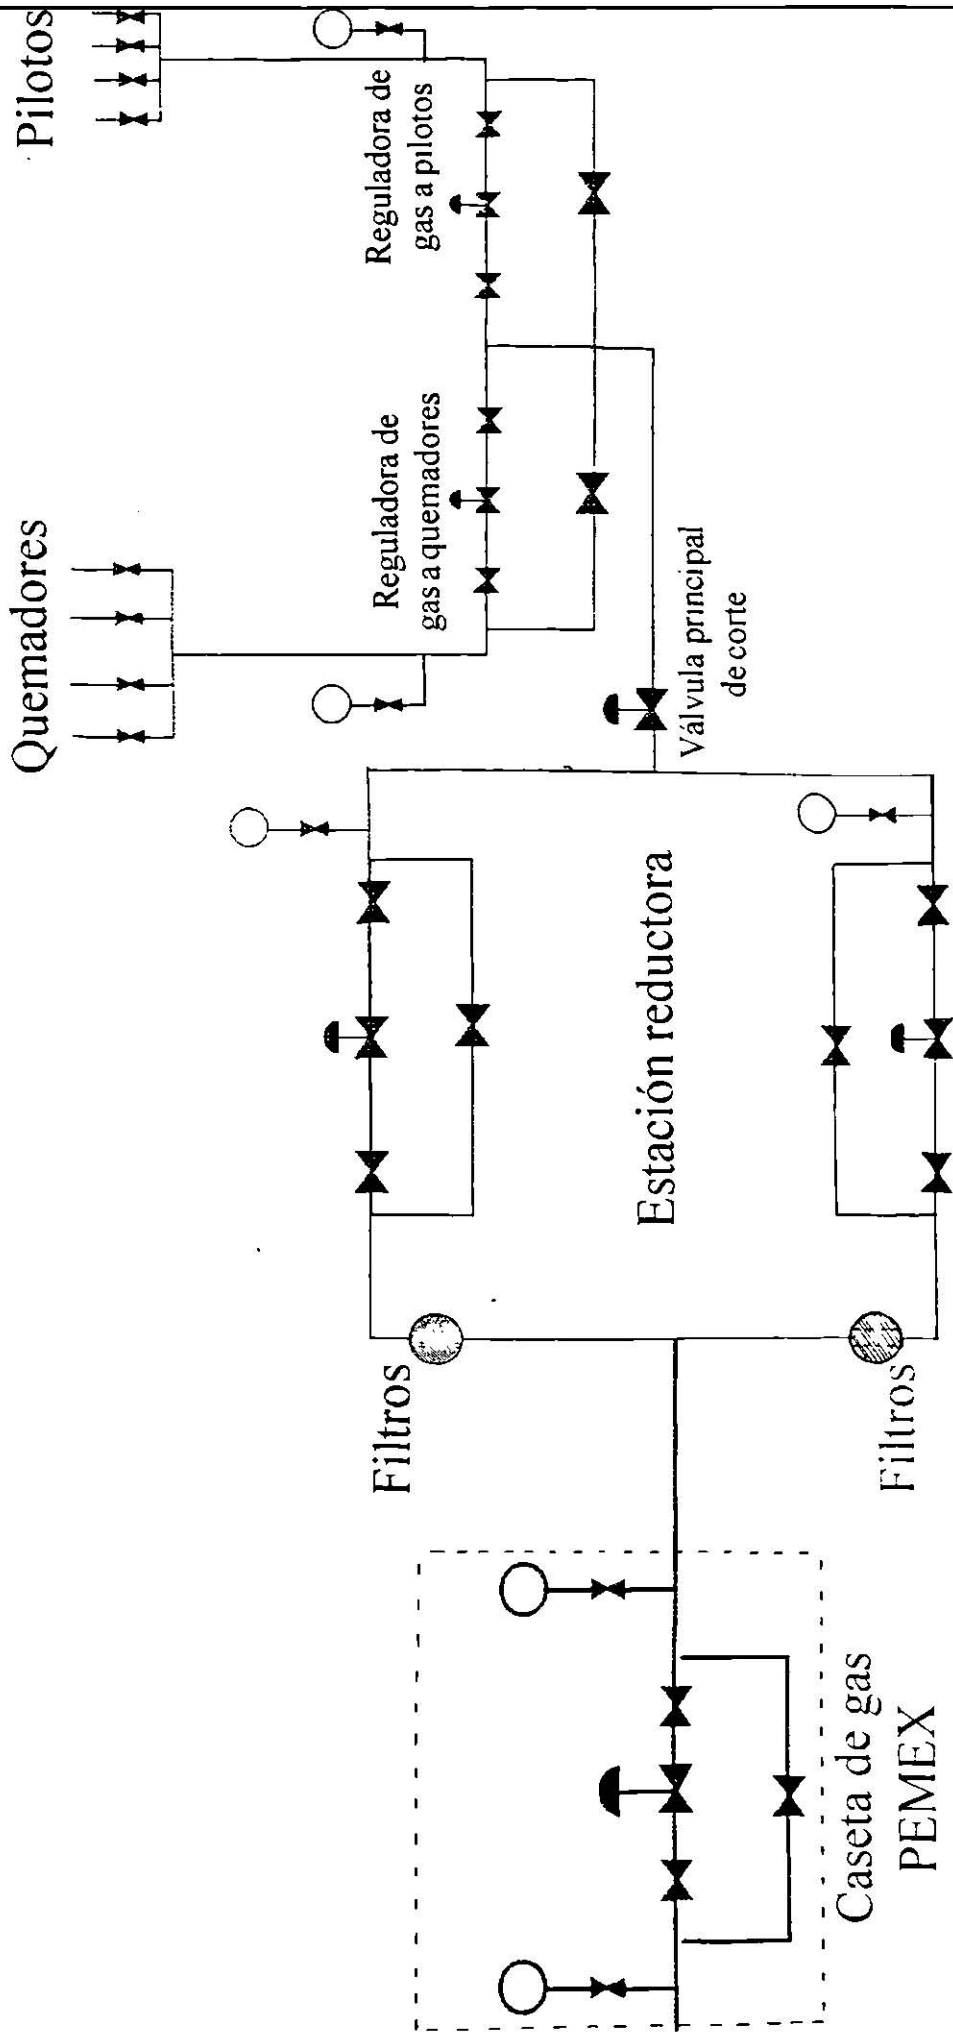 Pilotos
Quemadores
Reguladora de
gas a pilotos
Reguladora de
gas a quemadores
Válvula principal
de corte
Estación reductora
Filtros
Filtros
Caseta de gas
PEMEX